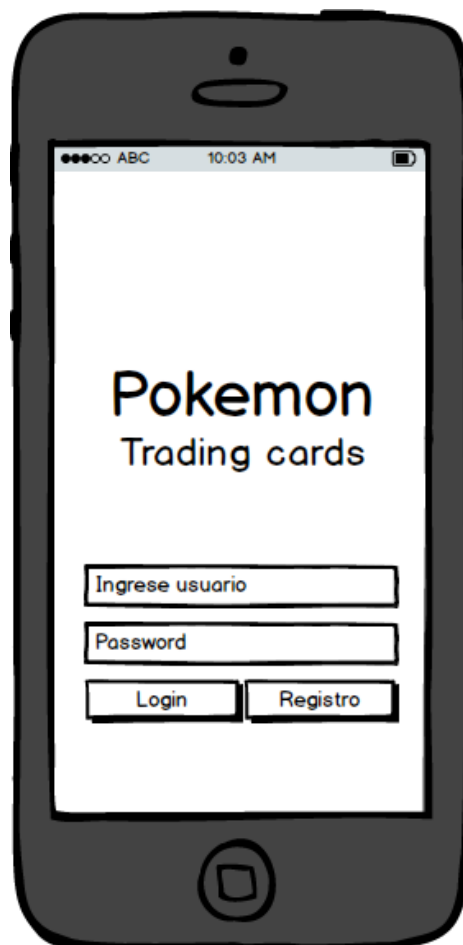 ABC 10:03 AM
Pokemon
Trading cards
Ingrese usuario
Password
Login Registro